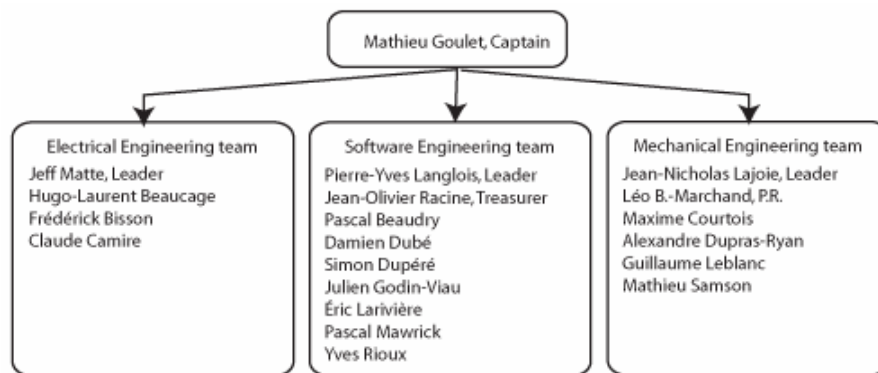 Mathieu Goulet, Captain
Electrical Engineering team
Jeff Matte, Leader
Hugo-Laurent Beaucage
Frédérick Bisson
Claude Camire
Software Engineering team
Pierre-Yves Langlois, Leader
Jean-Olivier Racine, Treasurer
Pascal Beaudry
Damien Dubé
Simon Dupéré
Julien Godin-Viau
Éric Larivière
Pascal Mawrick
Yves Rioux
Mechanical Engineering team
Jean-Nicholas Lajoie, Leader
Léo B.-Marchand, P.R.
Maxime Courtois
Alexandre Dupras-Ryan
Guillaume Leblanc
Mathieu Samson